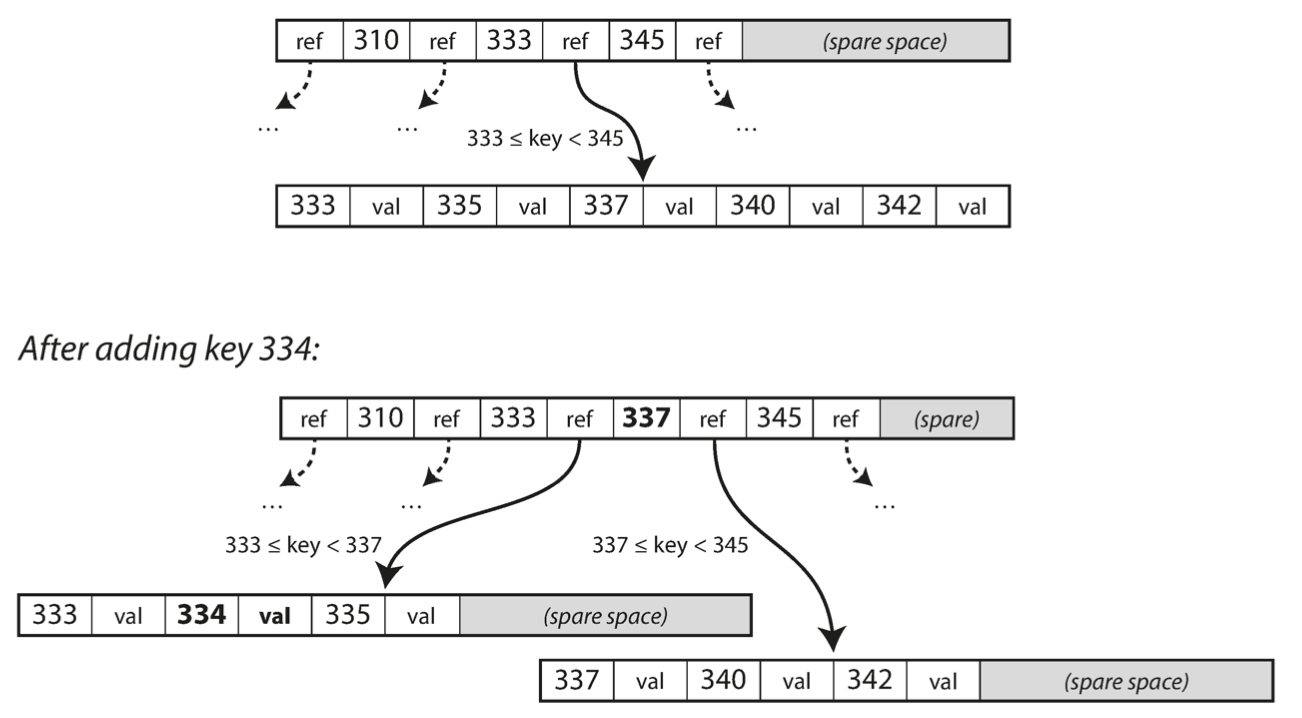 ref 310 ref 333 ref 345 ref (spare space)
... ... ...
333 ≤ key < 345
333 val 335 val 337 val 340 val 342 val
After adding key 334:
ref 310 ref 333 ref 337 ref 345 ref (spare)
... ... ...
333 ≤ key < 337 337 ≤ key < 345
333 val 334 val 335 val (spare space)
337 val 340 val 342 val (spare space)